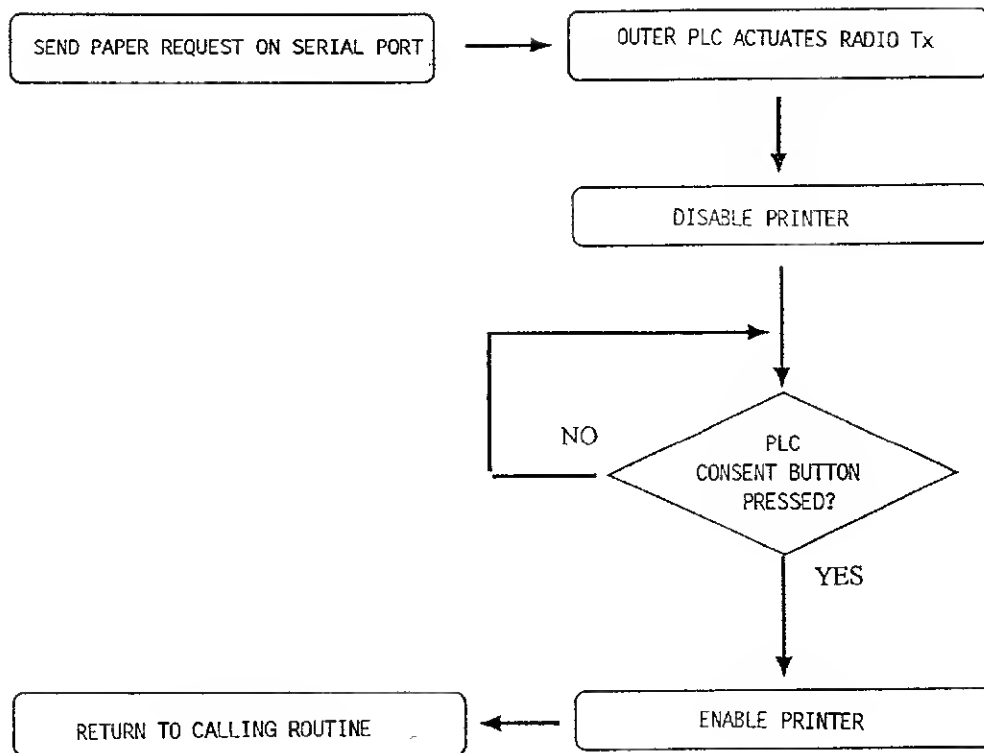 SEND PAPER REQUEST ON SERIAL PORT
OUTER PLC ACTUATES RADIO Tx
DISABLE PRINTER
NO
PLC
CONSENT BUTTON
PRESSED?
YES
ENABLE PRINTER
RETURN TO CALLING ROUTINE